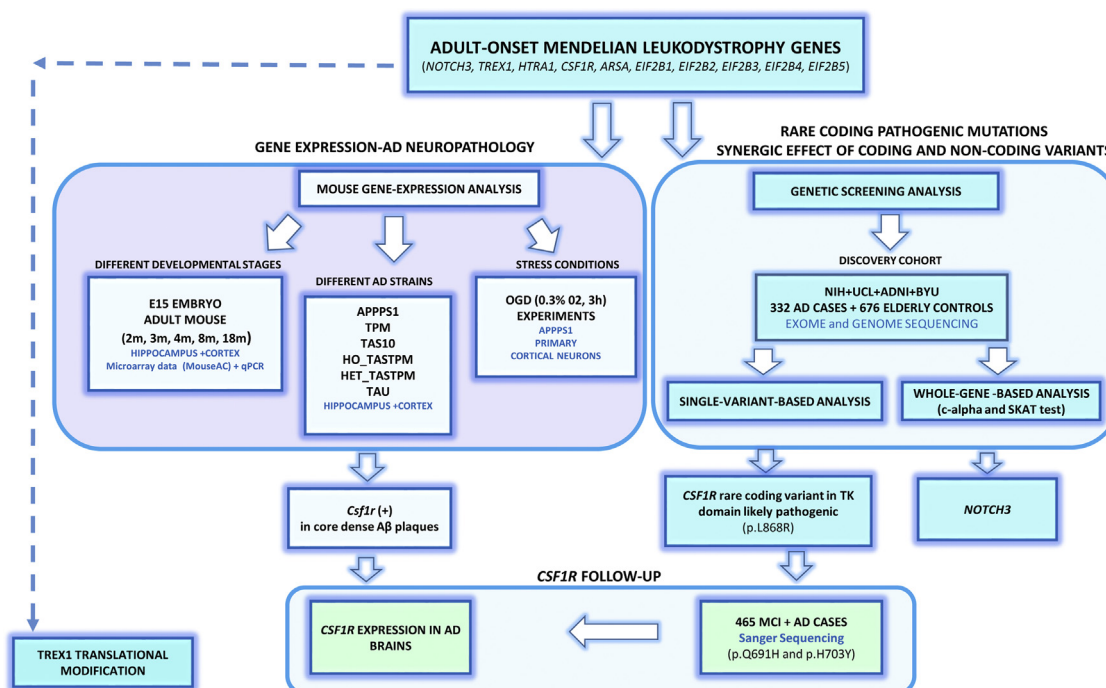 ADULT-ONSET MENDELIAN LEUKODYSTROPHY GENES
(NOTCH3, TREX1, HTRA1, CSF1R, ARSA, EIF2B1, EIF2B2, EIF2B3, EIF2B4, EIF2B5)
GENE EXPRESSION-AD NEUROPATHOLOGY
MOUSE GENE-EXPRESSION ANALYSIS
DIFFERENT DEVELOPMENTAL STAGES
E15 EMBRYO
ADULT MOUSE
(2m, 3m, 4m, 8m, 18m)
HIPPOCAMPUS +CORTEX
Microarray data (MouseAC) + qPCR
DIFFERENT AD STRAINS
APPPS1
TPM
TAS10
HO_TASTPM
HET_TASTPM
TAU
HIPPOCAMPUS +CORTEX
STRESS CONDITIONS
OGD (0.3% 02, 3h)
EXPERIMENTS
APPPS1
PRIMARY
CORTICAL NEURONS
RARE CODING PATHOGENIC MUTATIONS
SYNERGIC EFFECT OF CODING AND NON-CODING VARIANTS
GENETIC SCREENING ANALYSIS
DISCOVERY COHORT
NIH+UCL+ADNI+BYU
332 AD CASES + 676 ELDERLY CONTROLS
EXOME and GENOME SEQUENCING
SINGLE-VARIANT-BASED ANALYSIS
WHOLE-GENE -BASED ANALYSIS
(c-alpha and SKAT test)
Csf1r (+)
in core dense Aβ plaques
CSF1R rare coding variant in TK
domain likely pathogenic
(p.L868R)
NOTCH3
CSF1R FOLLOW-UP
CSF1R EXPRESSION IN AD
BRAINS
465 MCI + AD CASES
Sanger Sequencing
(p.Q691H and p.H703Y)
TREX1 TRANSLATIONAL
MODIFICATION